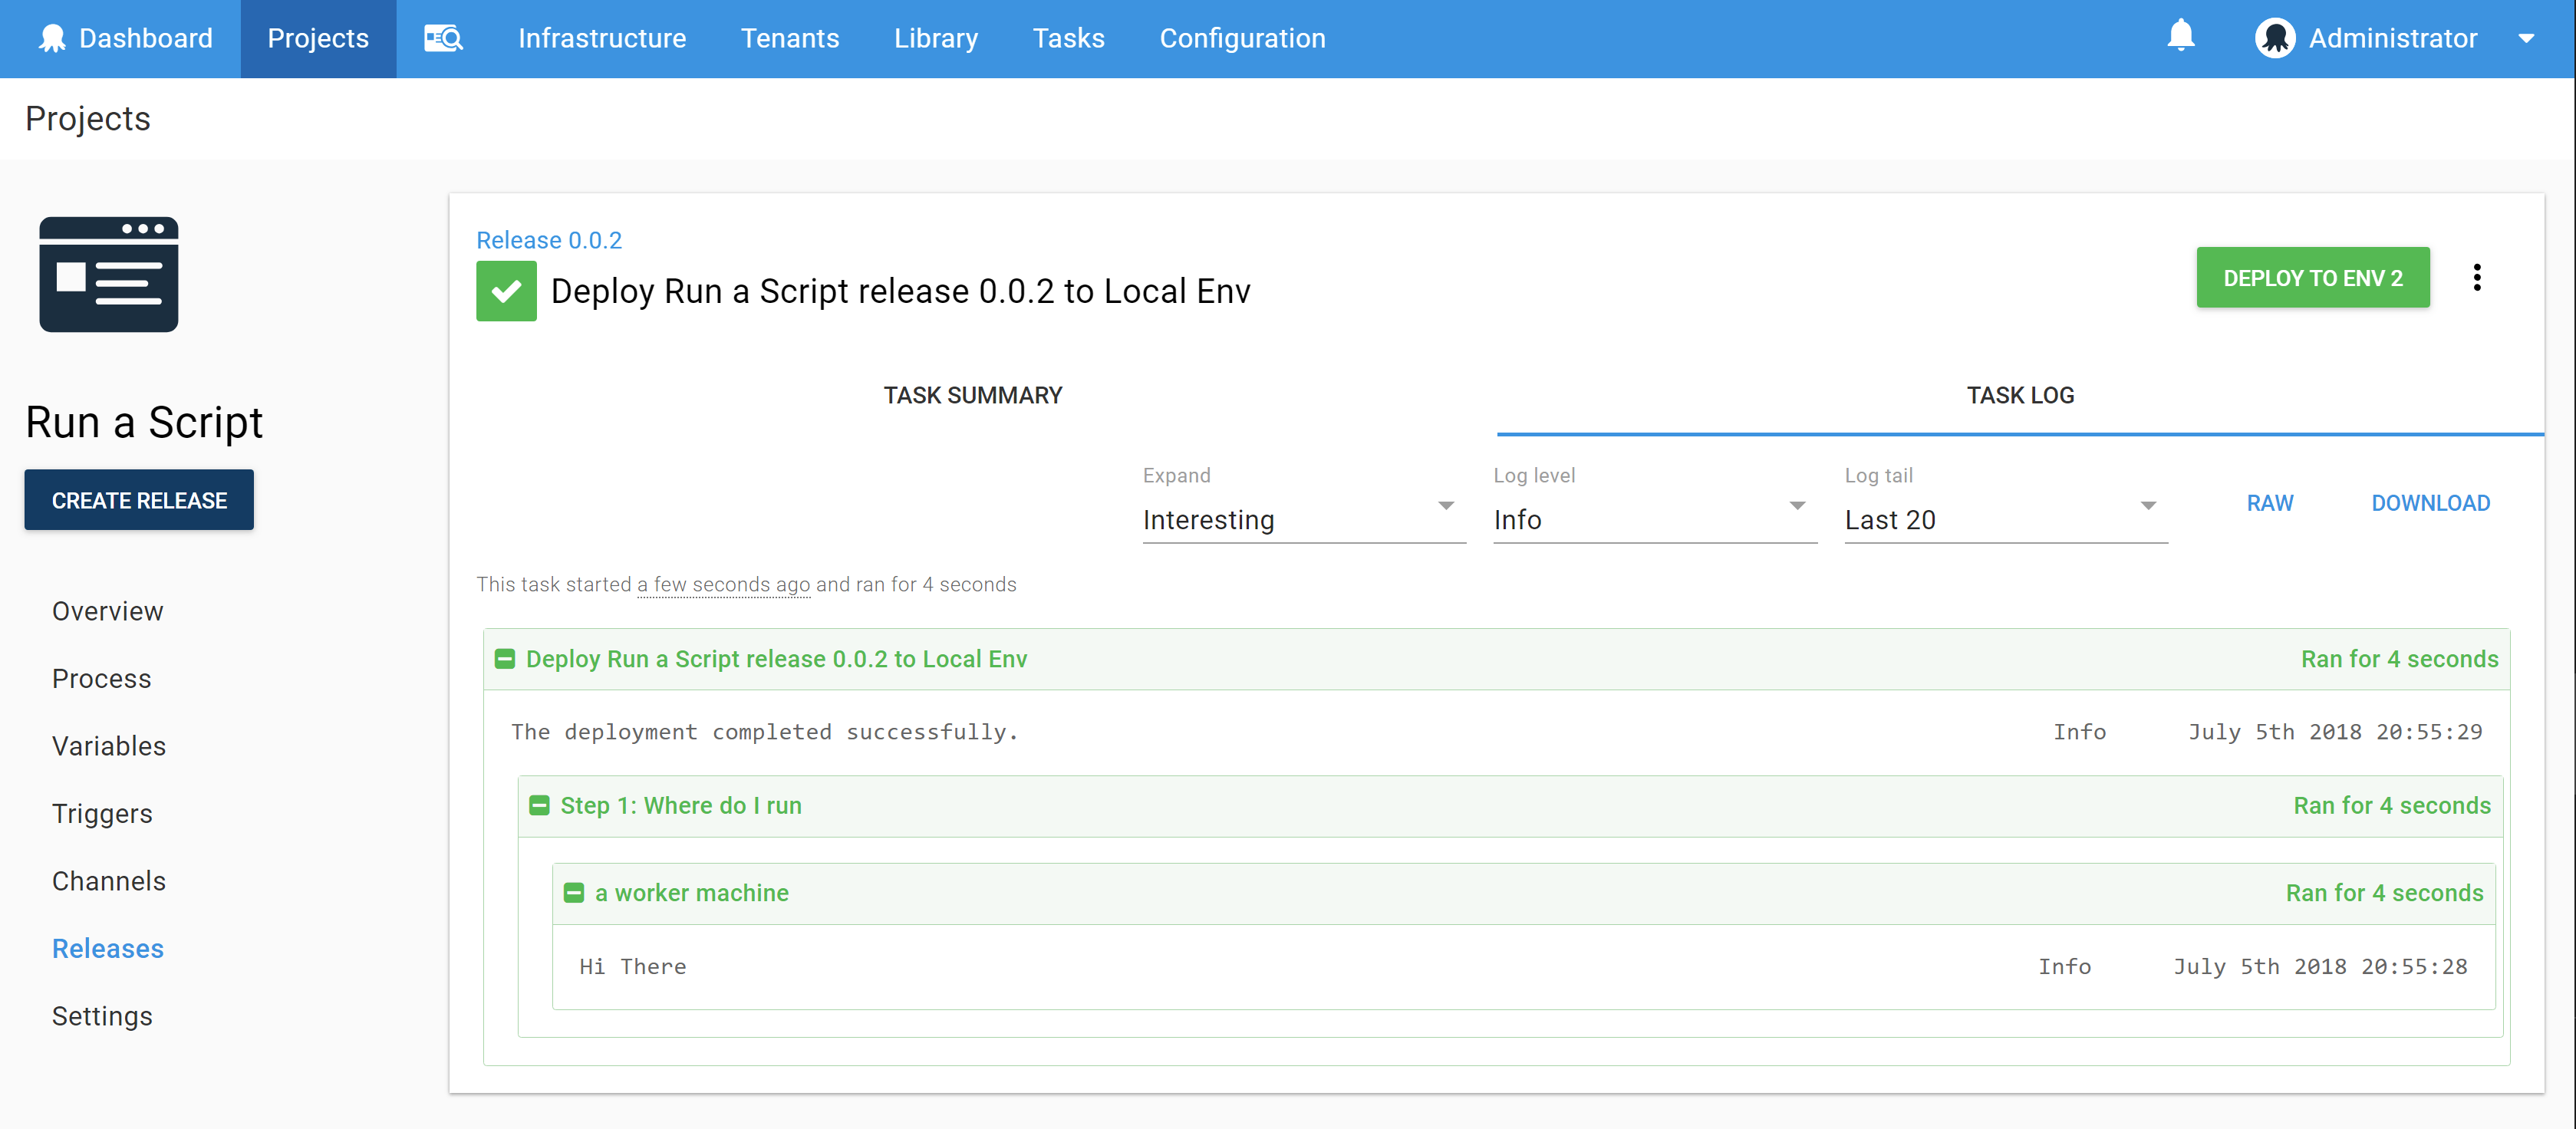 Dashboard Projects Infrastructure Tenants Library Tasks Configuration Administrator
Projects
Run a Script
CREATE RELEASE
Overview
Process
Variables
Triggers
Channels
Releases
Settings
Release 0.0.2
Deploy Run a Script release 0.0.2 to Local Env
DEPLOY TO ENV 2
TASK SUMMARY TASK LOG
Expand Log level Log tail
Interesting Info Last 20 RAW DOWNLOAD
This task started a few seconds ago and ran for 4 seconds
Deploy Run a Script release 0.0.2 to Local Env Ran for 4 seconds
The deployment completed successfully. Info July 5th 2018 20:55:29
Step 1: Where do I run Ran for 4 seconds
a worker machine Ran for 4 seconds
Hi There Info July 5th 2018 20:55:28